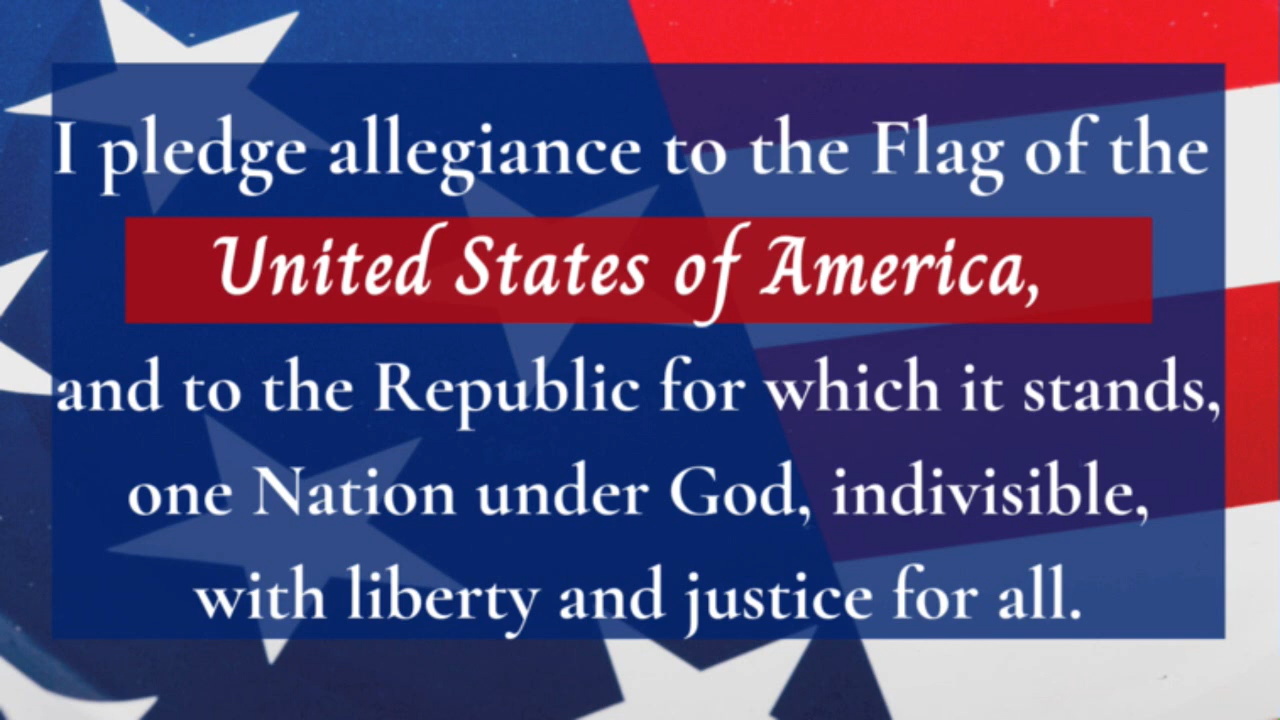 I pledge allegiance to the Flag of the
United States of America,
and to the Republic for which it stands,
one Nation under God, indivisible,
with liberty and justice for all.